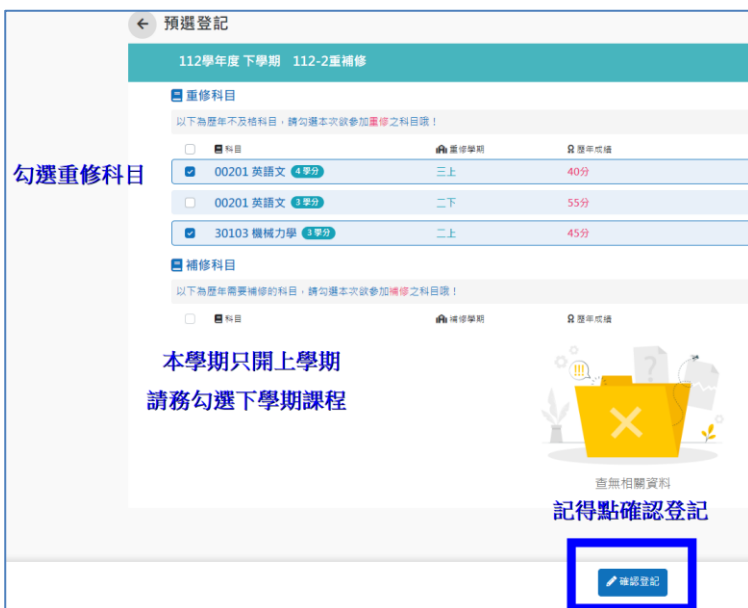 預選登記
112學年度 下學期 112-2重補修
重修科目
以下為歷年不及格科目，請勾選本次欲參加重修之科目哦！
科目 重修學期 歷年成績
勾選重修科目
00201 英語文 4學分 三上 40分
00201 英語文 3學分 二下 55分
30103 機械力學 3學分 二上 45分
補修科目
以下為歷年需要補修的科目，請勾選本次欲參加補修之科目哦！
科目 補修學期 歷年成績
本學期只開上學期
請務勾選下學期課程
!!!
?
查無相關資料
記得點確認登記
確認登記